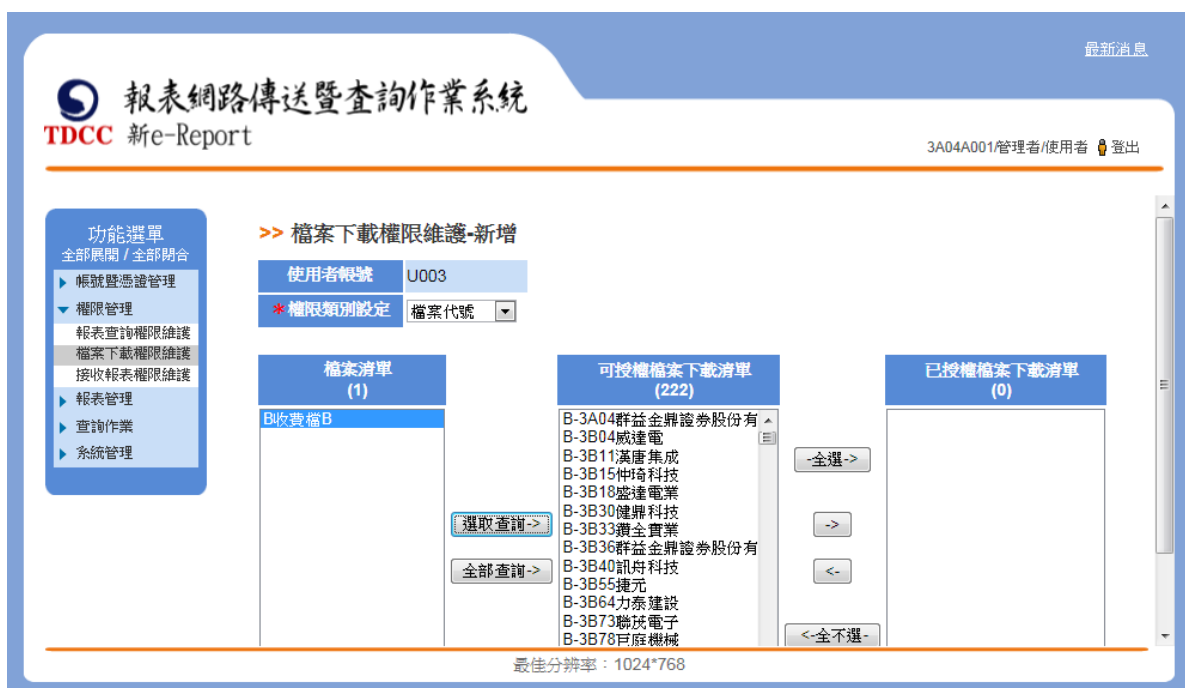 最新消息
報表網路傳送暨查詢作業系統
TDCC 新e-Report
3A04A001/管理者/使用者 登出
功能選單
全部展開 / 全部閉合
帳號暨憑證管理
權限管理
報表查詢權限維護
檔案下載權限維護
接收報表權限維護
報表管理
查詢作業
系統管理
>> 檔案下載權限維護-新增
使用者帳號 U003
*權限類別設定 檔案代號
檔案清單
(1)
B收費檔B
選取查詢->
全部查詢->
可授權檔案下載清單
(222)
B-3A04群益金鼎證券股份有
B-3B04威達電
B-3B11漢唐集成
B-3B15仲琦科技
B-3B18盛達電業
B-3B30健鼎科技
B-3B33鑽全實業
B-3B36群益金鼎證券股份有
B-3B40訊舟科技
B-3B55捷元
B-3B64力泰建設
B-3B73聯茂電子
B-3B78巨庭機械
-全選->
->
<-
<-全不選-
已授權檔案下載清單
(0)
最佳分辨率：1024*768